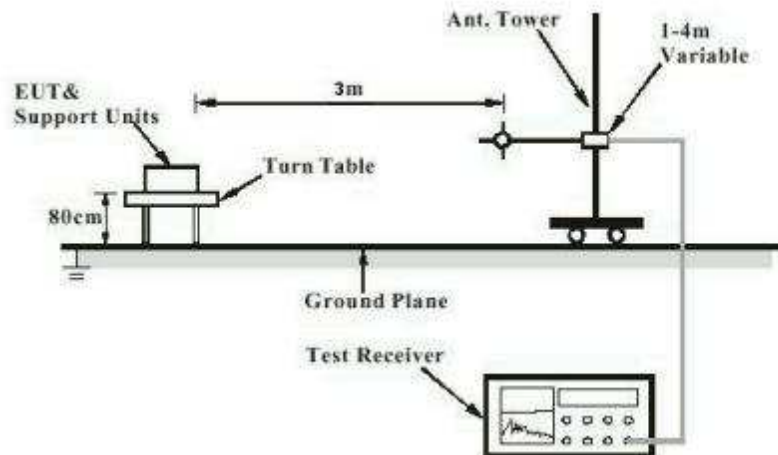 Ant. Tower
1-4m
Variable
3m
EUT&
Support Units
Turn Table
80cm
Ground Plane
Test Receiver